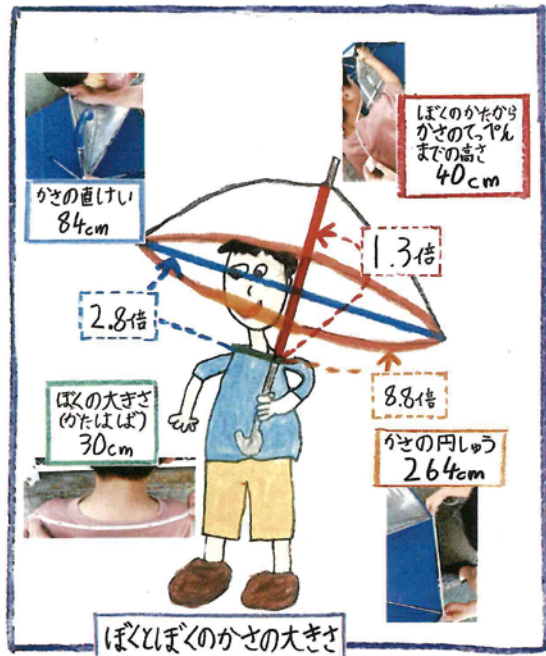 ぼくのかたから
かさのてっぺん
までの高さ
40cm
かさの直けい
84cm
1.3倍
2.8倍
8.8倍
ぼくの大きさ
(かたはば)
30cm
かさの円しゅう
264cm
ぼくとぼくのかさの大きさ